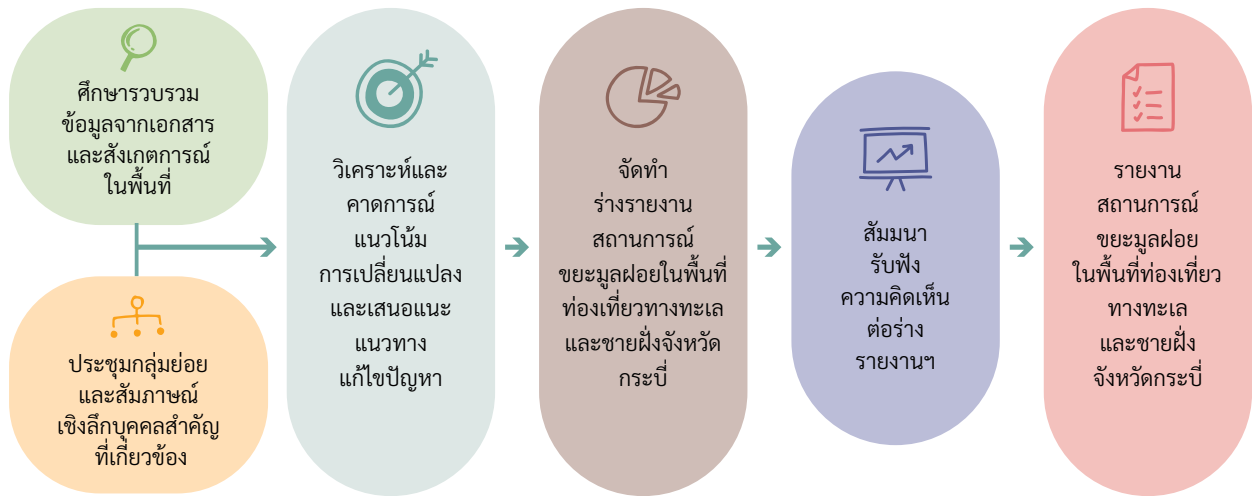 ศึกษารวบรวม
ข้อมูลจากเอกสาร
และสังเกตการณ์
ในพื้นที่
ประชุมกลุ่มย่อย
และสัมภาษณ์
เชิงลึกบุคคลสำคัญ
ที่เกี่ยวข้อง
วิเคราะห์และ
คาดการณ์
แนวโน้ม
การเปลี่ยนแปลง
และเสนอแนะ
แนวทาง
แก้ไขปัญหา
จัดทำ
ร่างรายงาน
สถานการณ์
ขยะมูลฝอยในพื้นที่
ท่องเที่ยวทางทะเล
และชายฝั่งจังหวัด
กระบี่
สัมมนา
รับฟัง
ความคิดเห็น
ต่อร่าง
รายงานฯ
รายงาน
สถานการณ์
ขยะมูลฝอย
ในพื้นที่ท่องเที่ยว
ทางทะเล
และชายฝั่ง
จังหวัดกระบี่